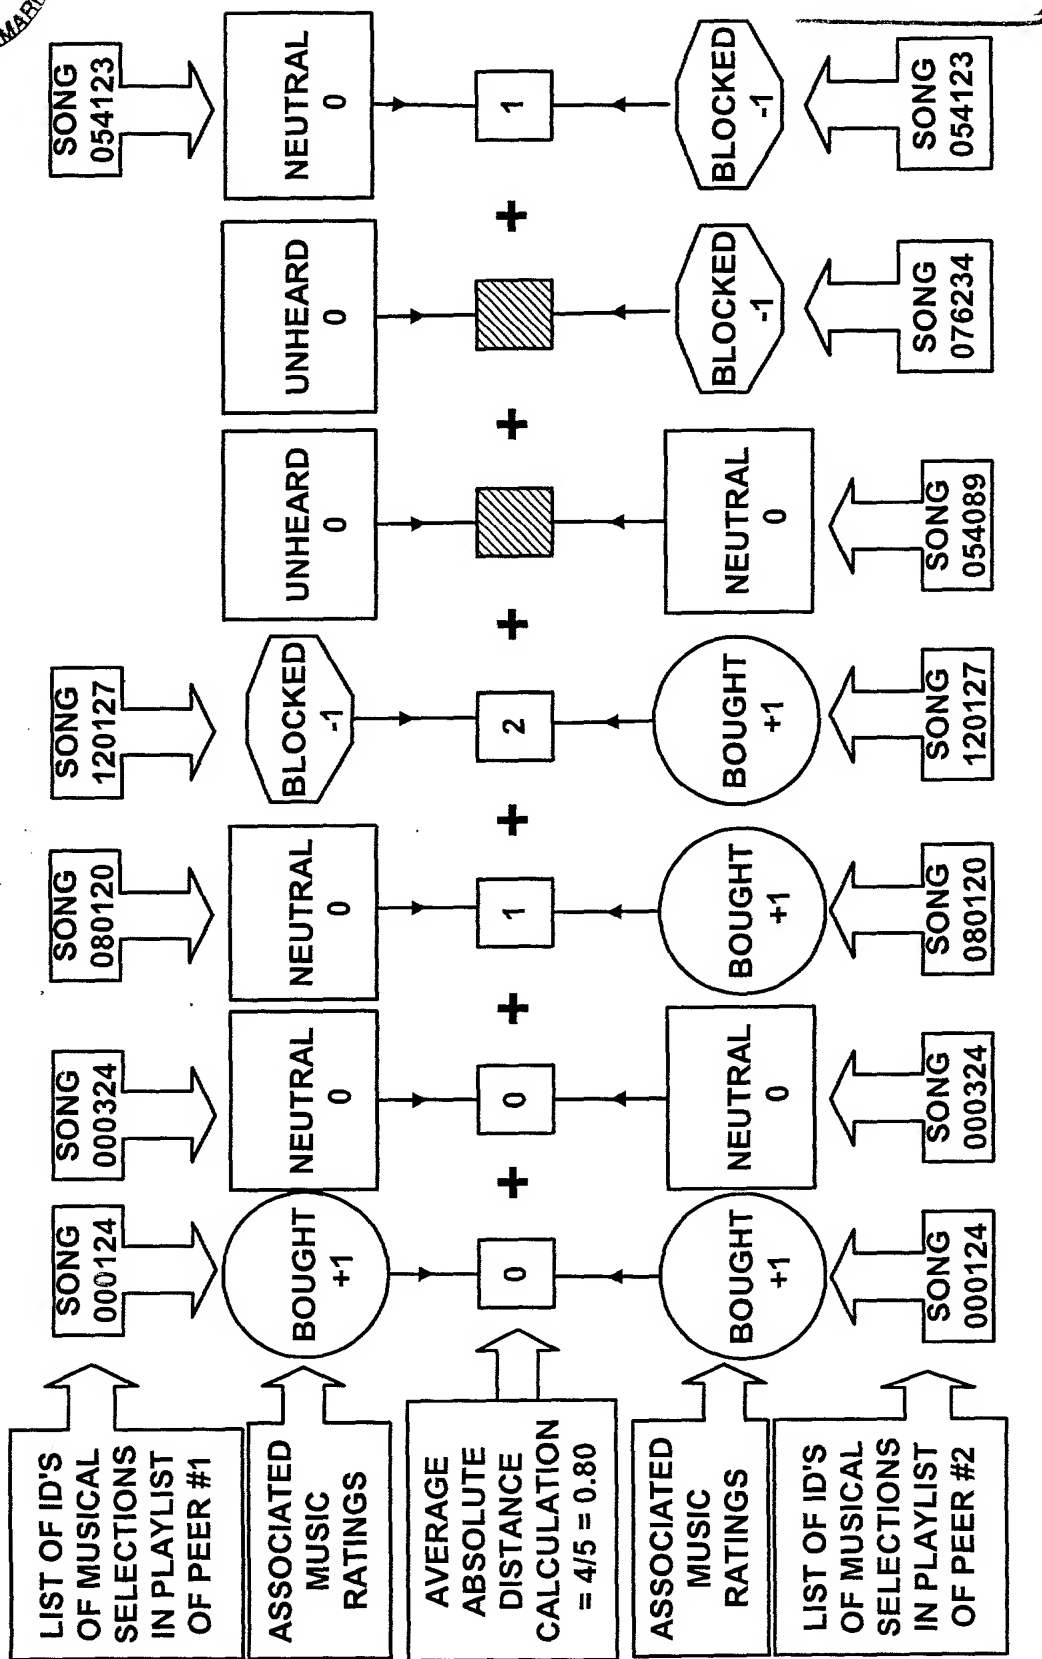 LIST OF ID'S
OF MUSICAL
SELECTIONS
IN PLAYLIST
OF PEER #1
SONG
000124
SONG
000324
SONG
080120
SONG
120127
SONG
054123
ASSOCIATED
MUSIC
RATINGS
BOUGHT
+1
NEUTRAL
0
NEUTRAL
0
BLOCKED
-1
UNHEARD
0
UNHEARD
0
NEUTRAL
0
AVERAGE
ABSOLUTE
DISTANCE
CALCULATION
= 4/5 = 0.80
0 + 0 + 1 + 2 + + + 1
ASSOCIATED
MUSIC
RATINGS
BOUGHT
+1
NEUTRAL
0
BOUGHT
+1
BOUGHT
+1
NEUTRAL
0
BLOCKED
-1
BLOCKED
-1
LIST OF ID'S
OF MUSICAL
SELECTIONS
IN PLAYLIST
OF PEER #2
SONG
000124
SONG
000324
SONG
080120
SONG
120127
SONG
054089
SONG
076234
SONG
054123